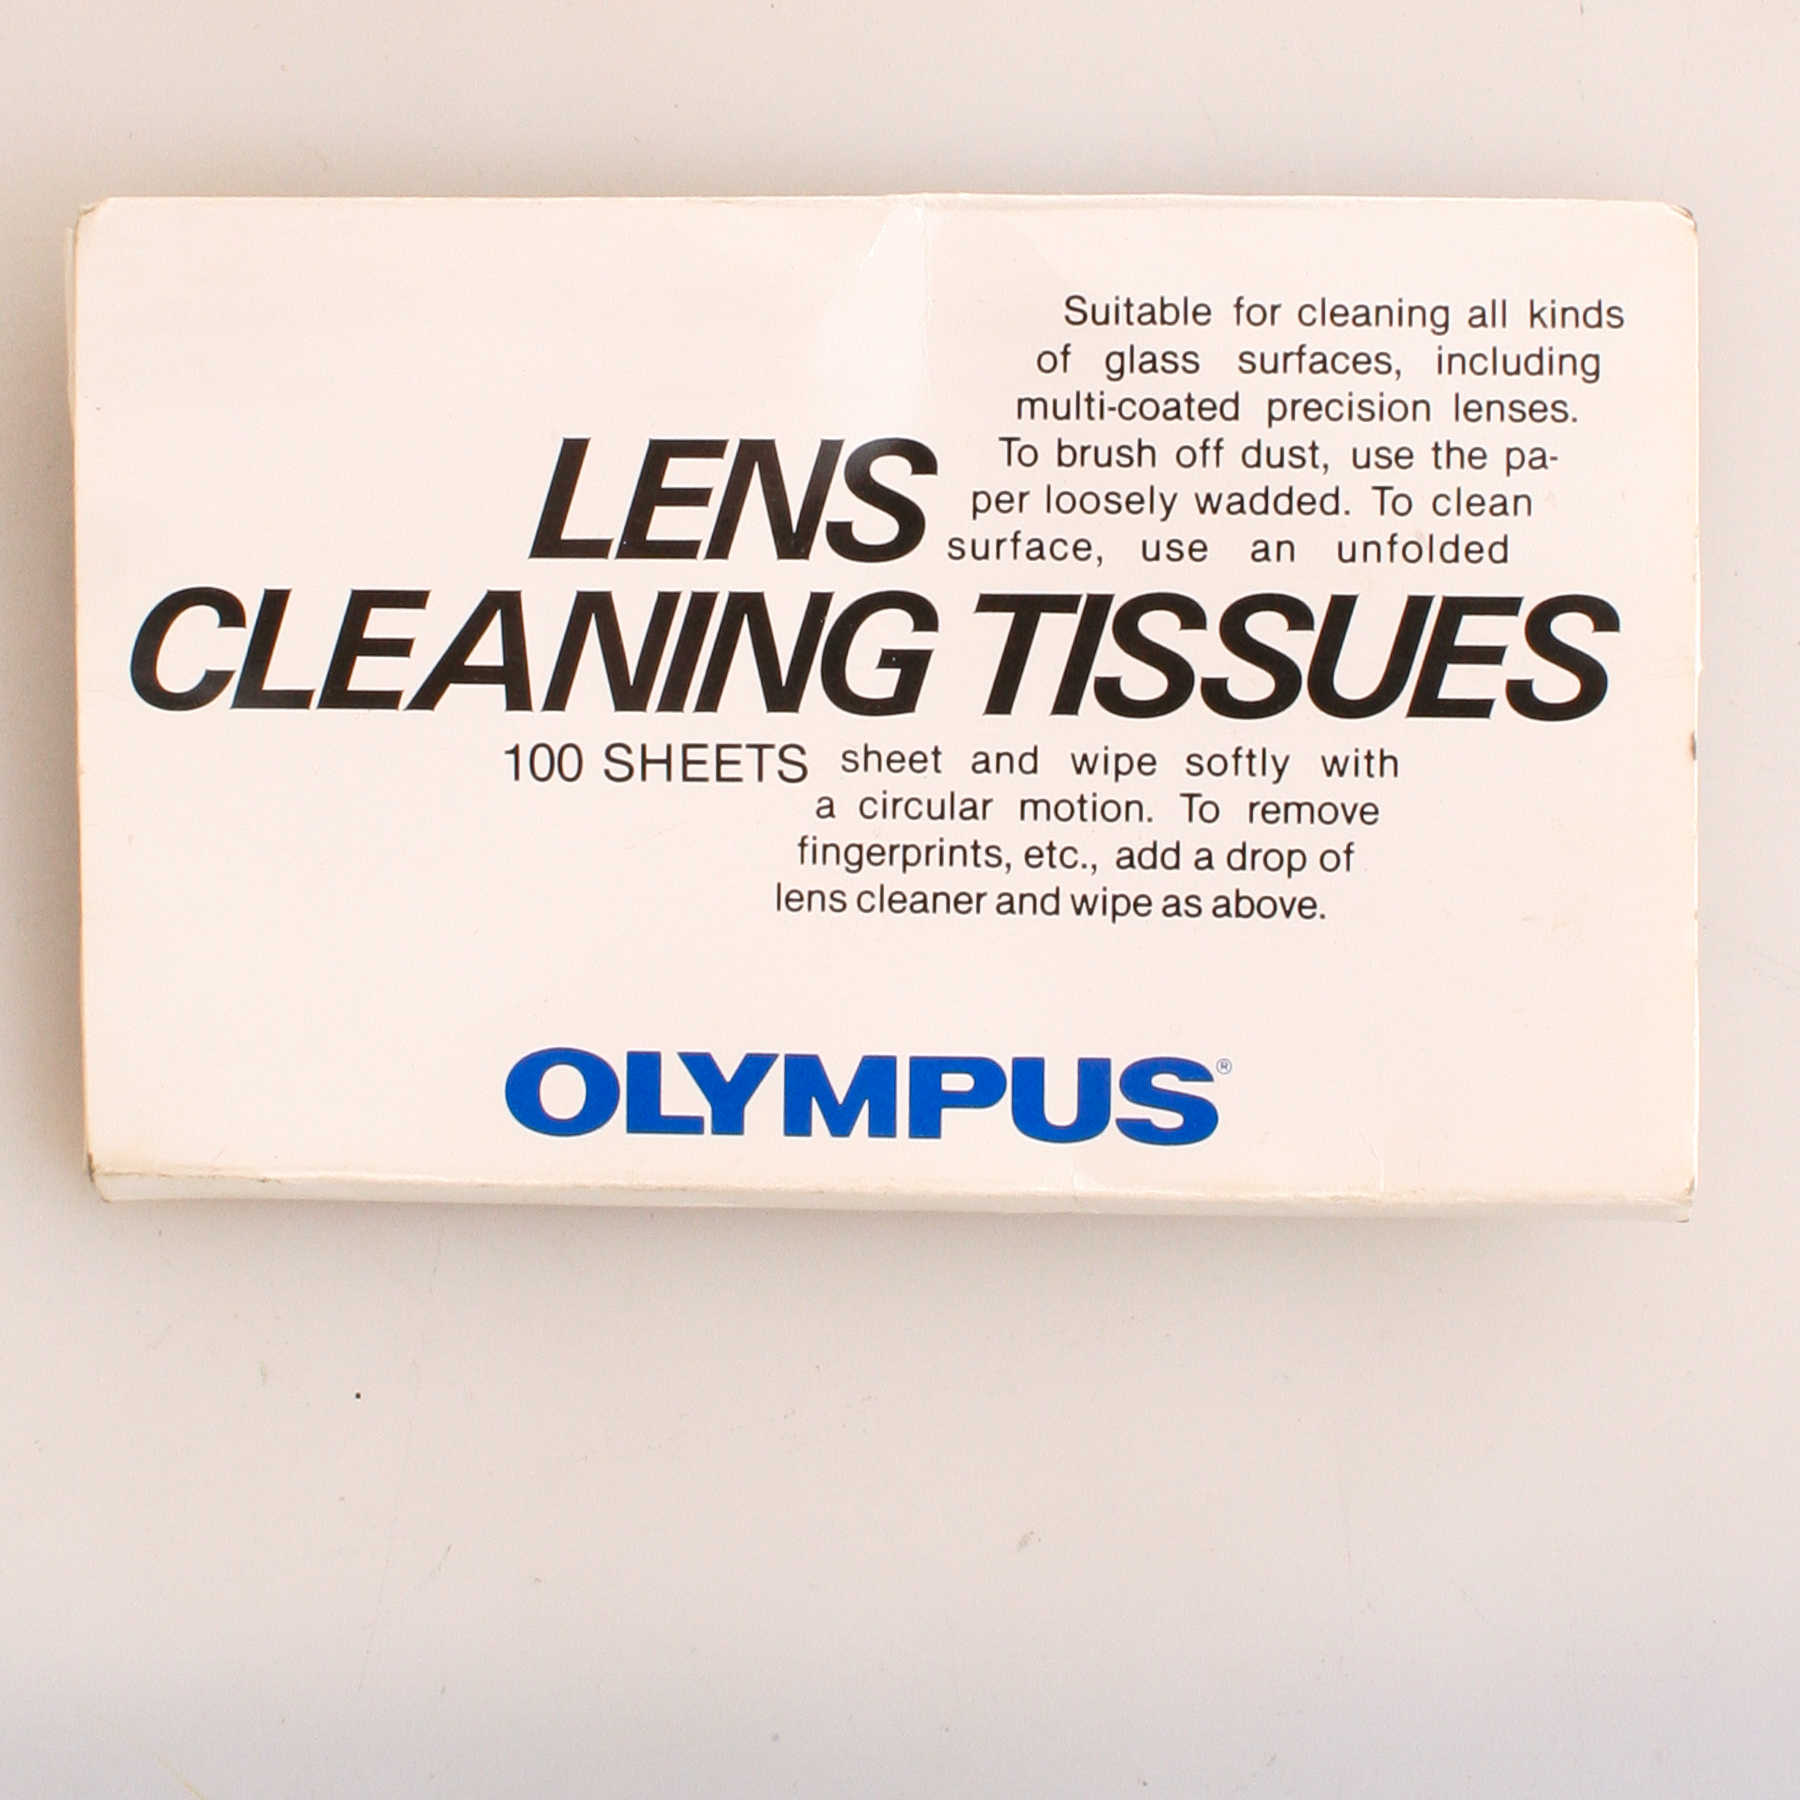 Suitable for cleaning all kinds
of glass surfaces, including
multi-coated precision lenses.
To brush off dust, use the pa-
per loosely wadded. To clean
surface, use an unfolded
LENS
CLEANING TISSUES
100 SHEETS
sheet and wipe softly with
a circular motion. To remove
fingerprints, etc., add a drop of
lens cleaner and wipe as above.
OLYMPUS®